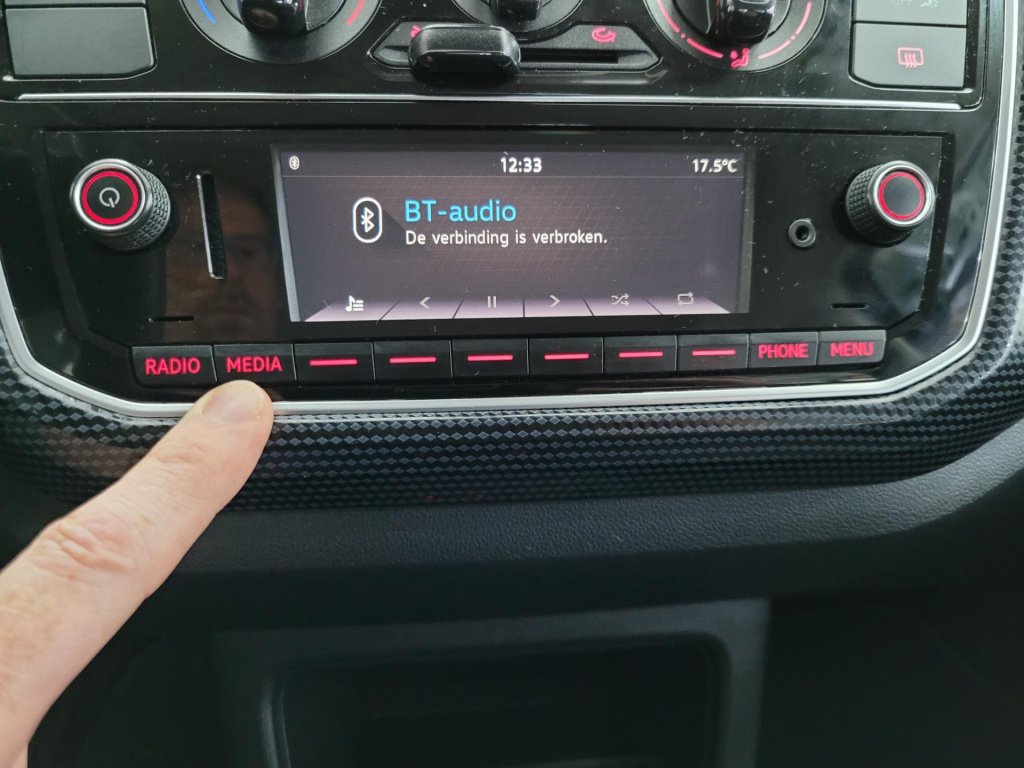 12:33
17.5°C
BT-audio
De verbinding is verbroken.
RADIO
MEDIA
PHONE
MENU